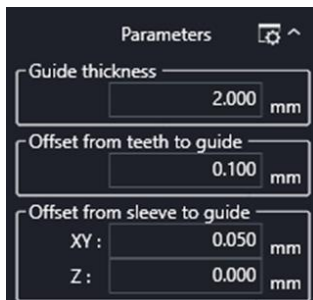 Parameters
Guide thickness
2.000 mm
Offset from teeth to guide
0.100 mm
Offset from sleeve to guide
XY : 0.050 mm
Z : 0.000 mm